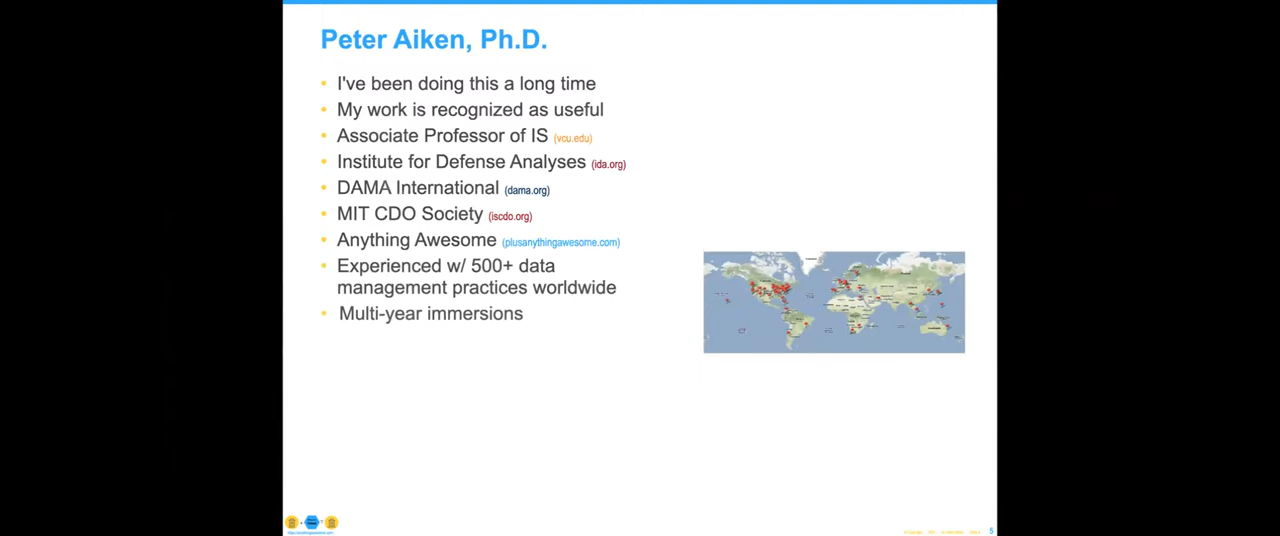 Peter Aiken, Ph.D.
I've been doing this a long time
My work is recognized as useful
Associate Professor of IS (vcu.edu)
Institute for Defense Analyses (ida.org)
DAMA International (dama.org)
MIT CDO Society (iscdo.org)
Anything Awesome (plusanythingawesome.com)
Experienced w/ 500+ data
management practices worldwide
Multi-year immersions
5